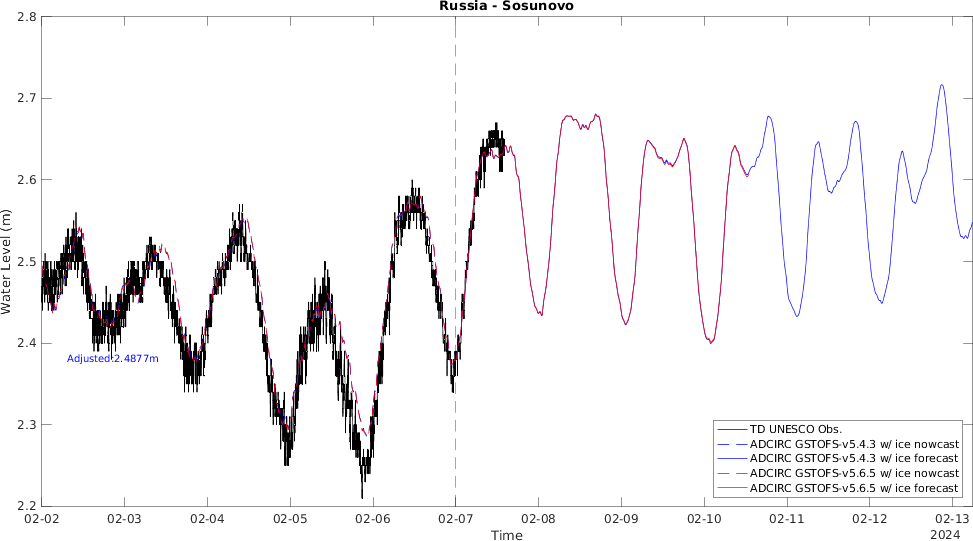 Russia - Sosunovo
2.8
2.7
2.6
2.5
2.4
2.3
2.2
Water Level (m)
Adjusted:2.4877m
TD UNESCO Obs.
ADCIRC GSTOFS-v5.4.3 w/ ice nowcast
ADCIRC GSTOFS-v5.4.3 w/ ice forecast
ADCIRC GSTOFS-v5.6.5 w/ ice nowcast
ADCIRC GSTOFS-v5.6.5 w/ ice forecast
02-02 02-03 02-04 02-05 02-06 02-07 02-08 02-09 02-10 02-11 02-12 02-13
2024
Time